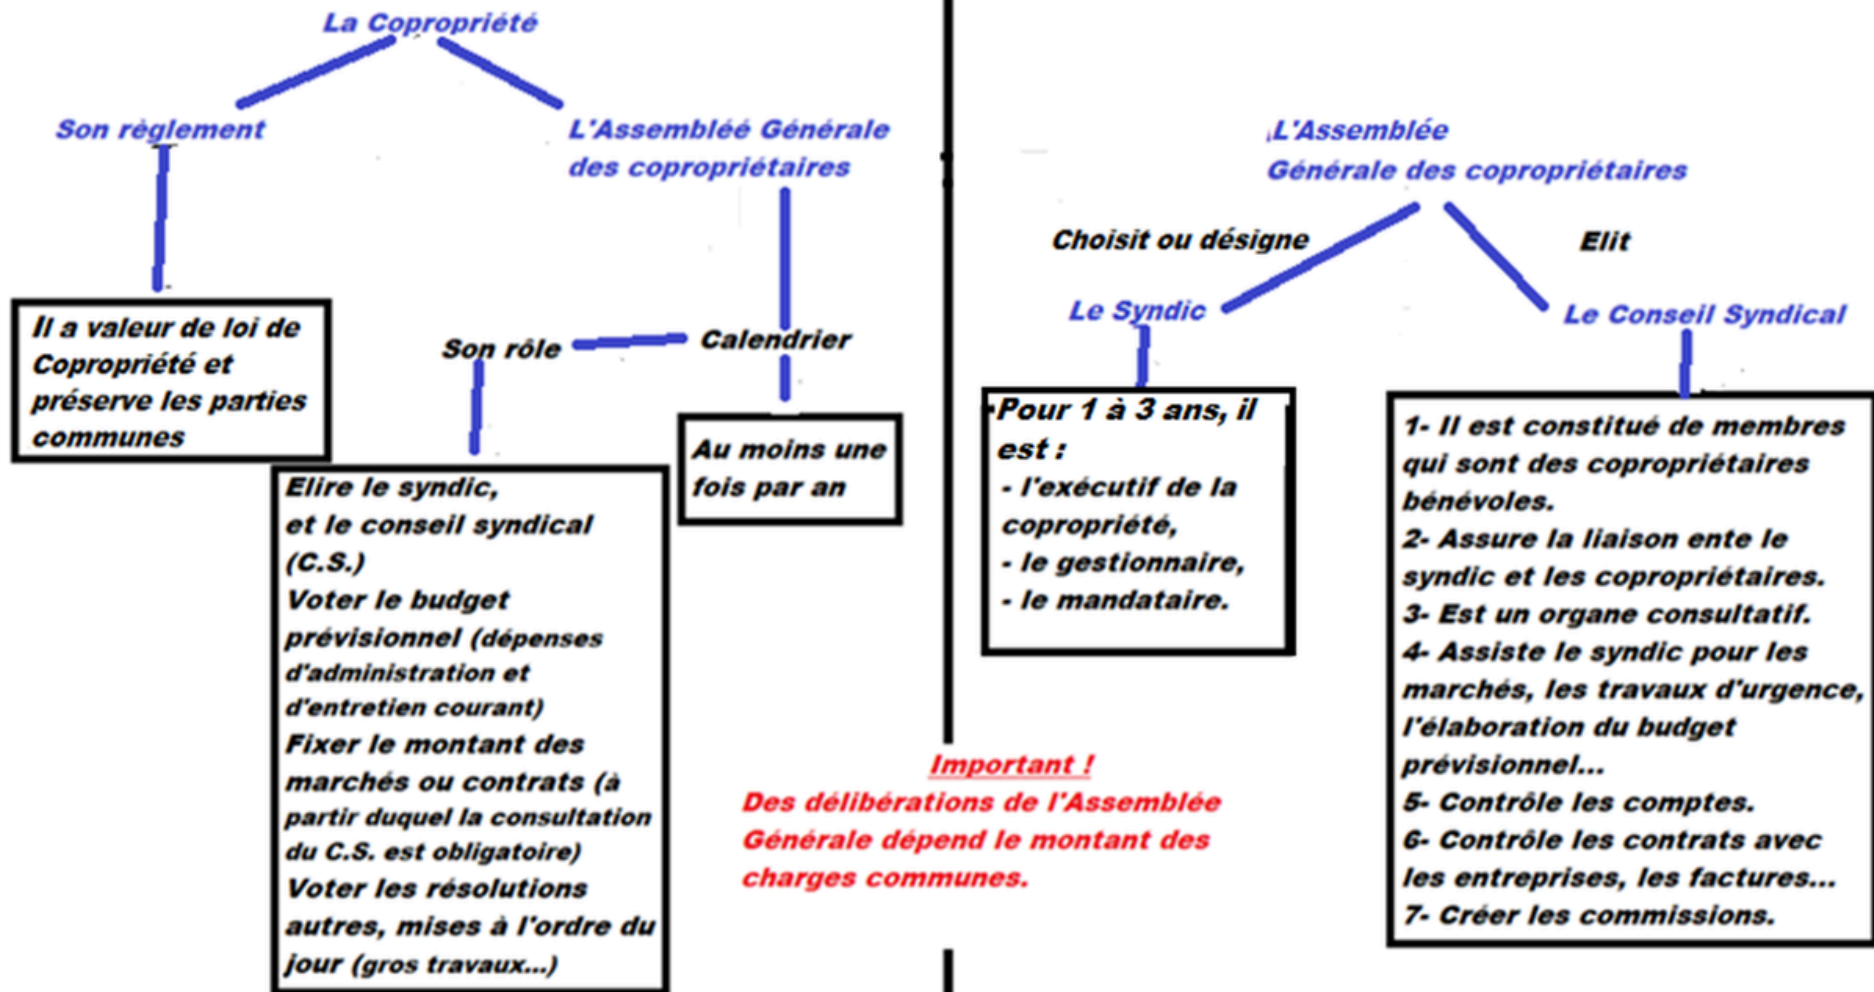 La Copropriété
Son règlement
L'Assembléé Générale
des copropriétaires
Il a valeur de loi de
Copropriété et
préserve les parties
communes
Son rôle
Calendrier
Au moins une
fois par an
Elire le syndic,
et le conseil syndical
(C.S.)
Voter le budget
prévisionnel (dépenses
d'administration et
d'entretien courant)
Fixer le montant des
marchés ou contrats (à
partir duquel la consultation
du C.S. est obligatoire)
Voter les résolutions
autres, mises à l'ordre du
jour (gros travaux...)
Important !
Des délibérations de l'Assemblée
Générale dépend le montant des
charges communes.
L'Assemblée
Générale des copropriétaires
Choisit ou désigne
Elit
Le Syndic
Le Conseil Syndical
Pour 1 à 3 ans, il
est :
- l'exécutif de la
copropriété,
- le gestionnaire,
- le mandataire.
1- Il est constitué de membres
qui sont des copropriétaires
bénévoles.
2- Assure la liaison ente le
syndic et les copropriétaires.
3- Est un organe consultatif.
4- Assiste le syndic pour les
marchés, les travaux d'urgence,
l'élaboration du budget
prévisionnel...
5- Contrôle les comptes.
6- Contrôle les contrats avec
les entreprises, les factures...
7- Créer les commissions.